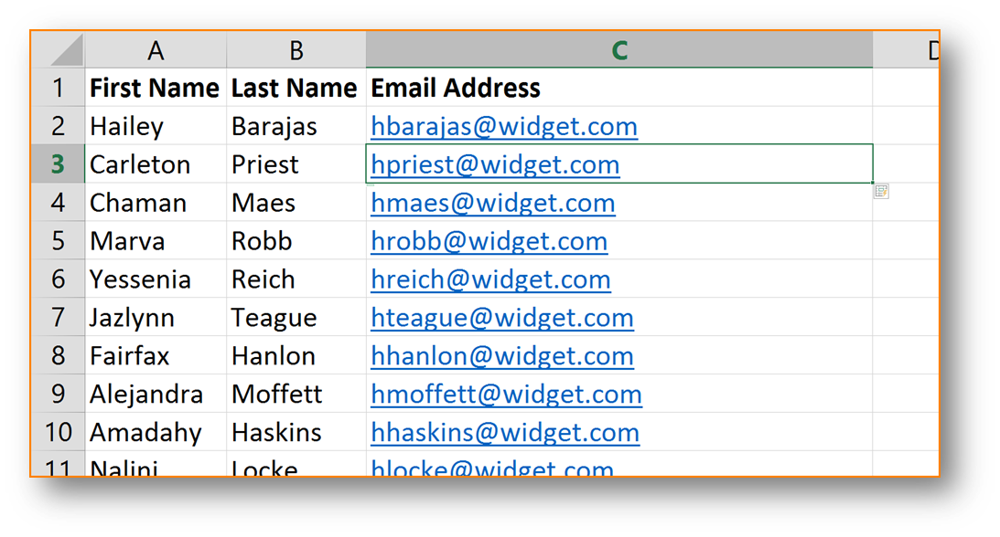 A B C D
1 First Name Last Name Email Address
2 Hailey Barajas hbarajas@widget.com
3 Carleton Priest hpriest@widget.com
4 Chaman Maes hmaes@widget.com
5 Marva Robb hrobb@widget.com
6 Yessenia Reich hreich@widget.com
7 Jazlynn Teague hteague@widget.com
8 Fairfax Hanlon hhanlon@widget.com
9 Alejandra Moffett hmoffett@widget.com
10 Amadahy Haskins hhaskins@widget.com
11 Nalini Locke hlocke@widget.com